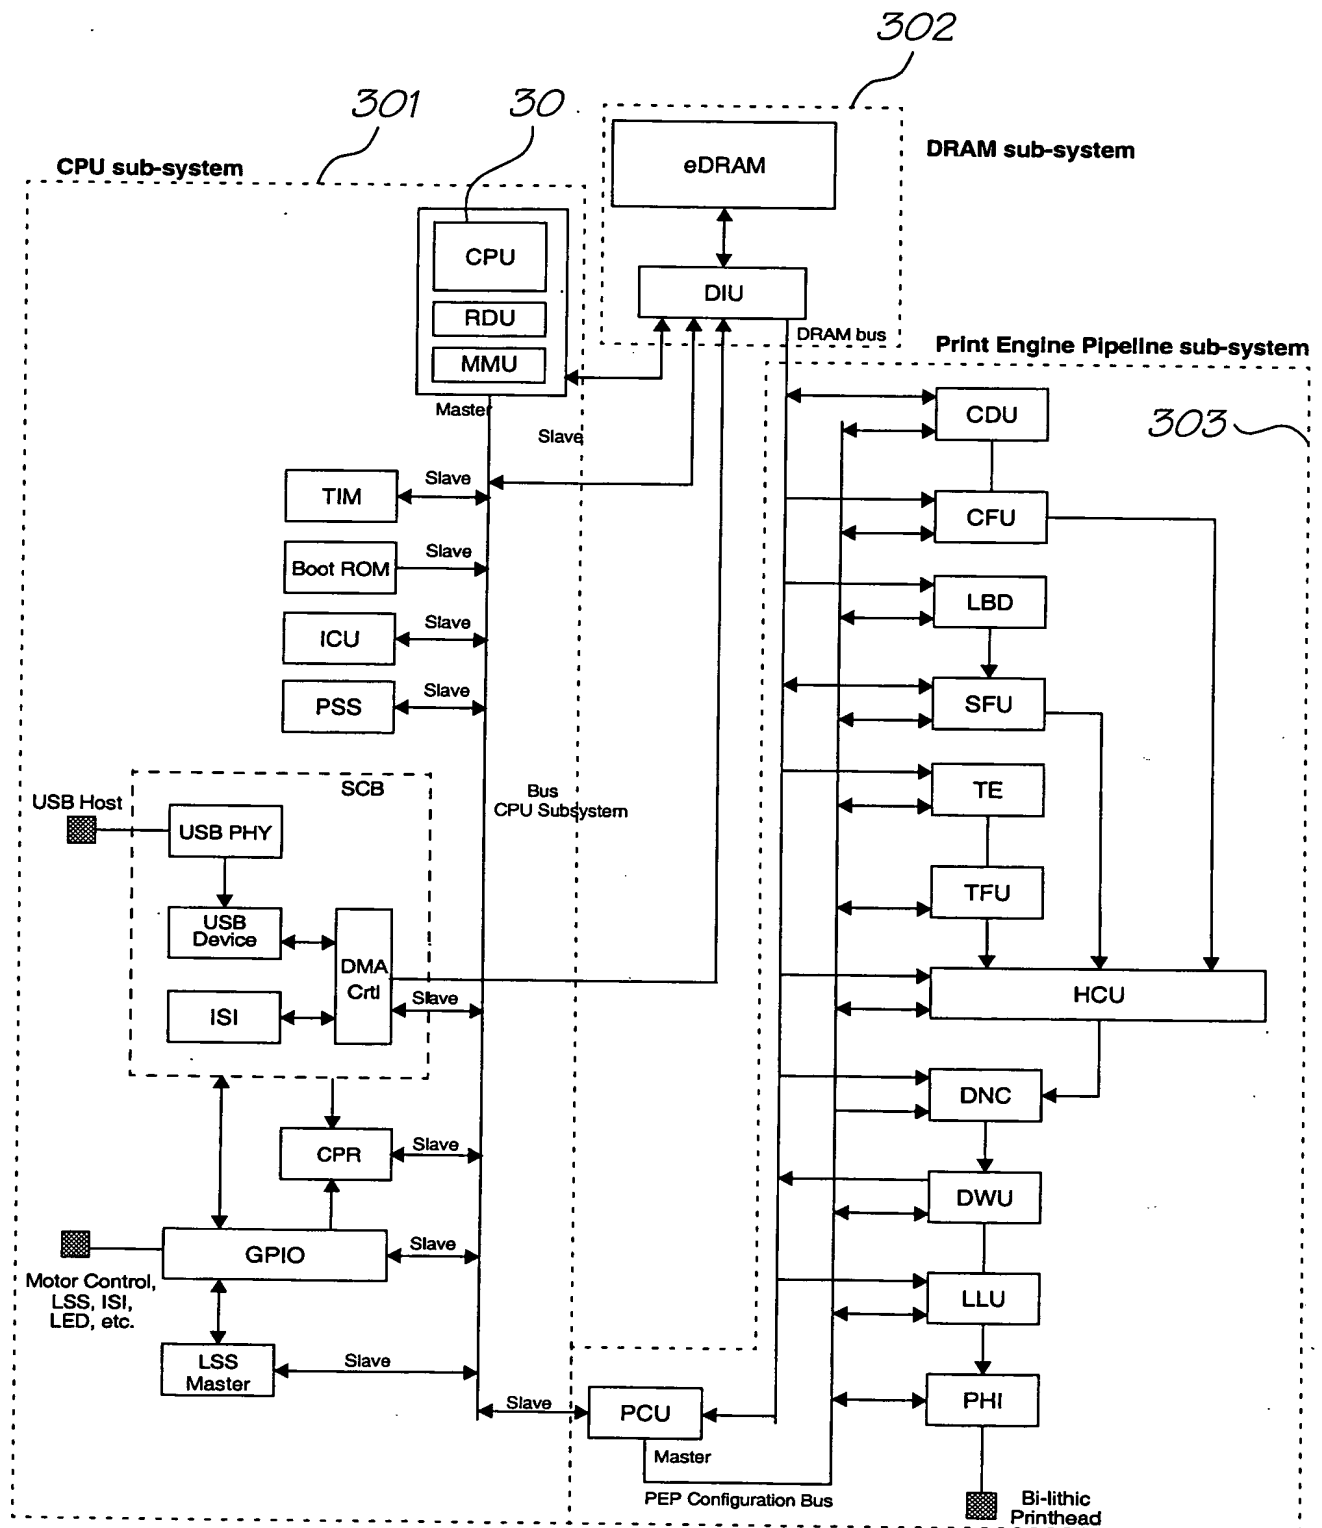 302
301
30
DRAM sub-system
CPU sub-system
eDRAM
CPU
DIU
RDU
DRAM bus
MMU
Print Engine Pipeline sub-system
Master
Slave
CDU
303
Slave
TIM
CFU
Slave
Boot ROM
LBD
Slave
ICU
Slave
PSS
SFU
SCB
Bus
CPU Subsystem
USB Host
USB PHY
TE
USB
Device
TFU
DMA
Crtl
Slave
ISI
HCU
DNC
Slave
CPR
DWU
Slave
GPIO
Motor Control,
LSS, ISI,
LED, etc.
LLU
Slave
LSS
Master
Slave
PCU
PHI
Master
PEP Configuration Bus
Bi-lithic
Printhead